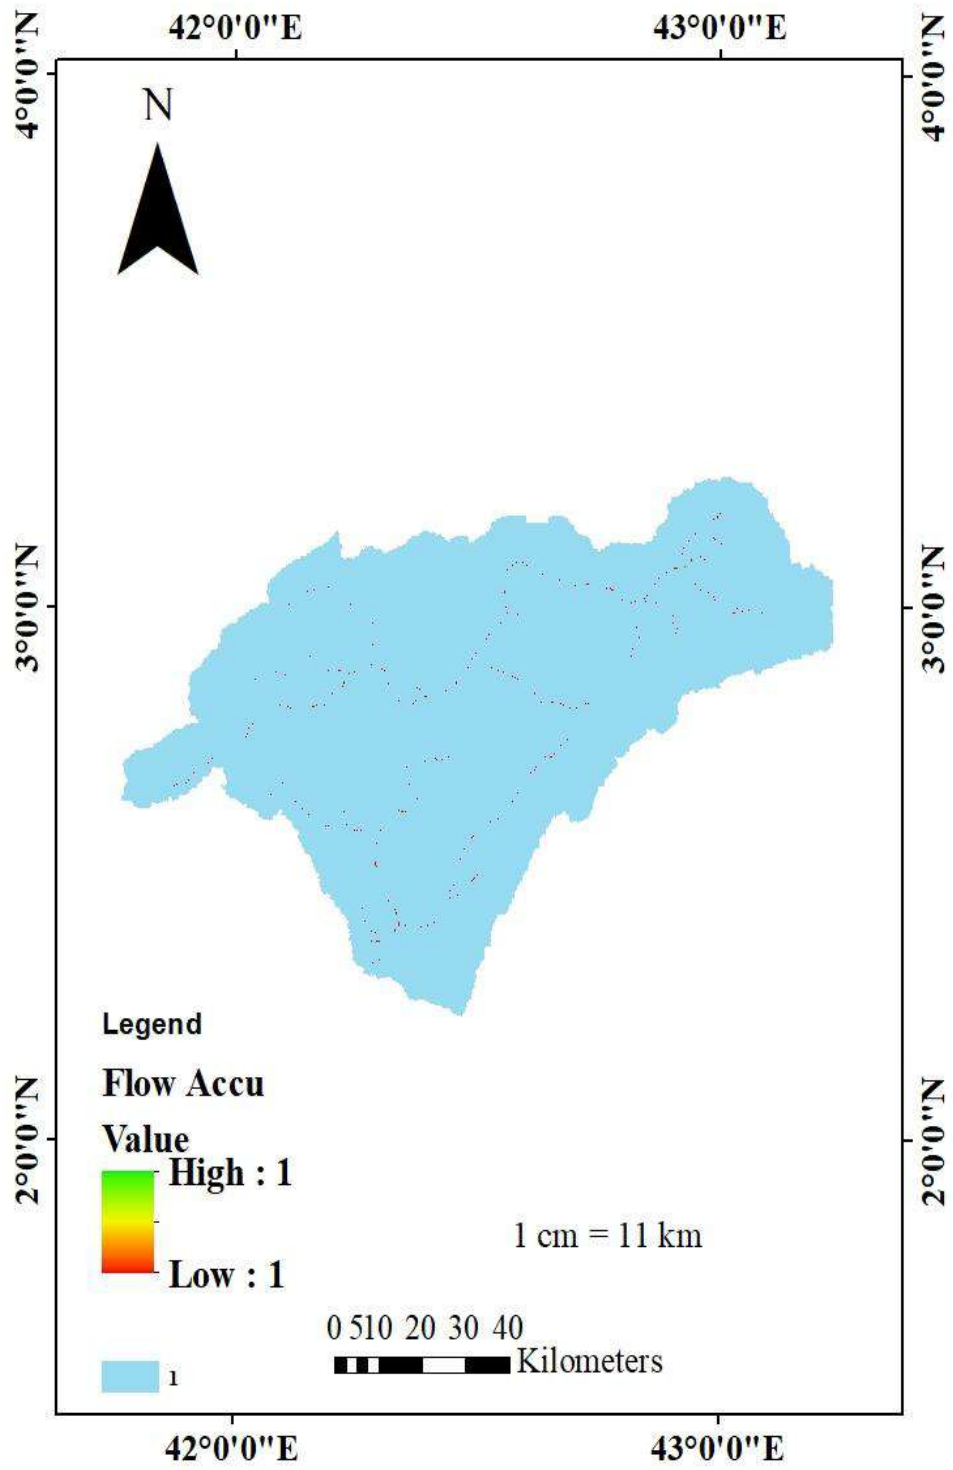 42°0'0"E 43°0'0"E
4°0'0"N 4°0'0"N
N
3°0'0"N 3°0'0"N
Legend
Flow Accu
Value
High : 1
Low : 1
2°0'0"N 2°0'0"N
1 cm = 11 km
0 510 20 30 40
Kilometers
1
42°0'0"E 43°0'0"E